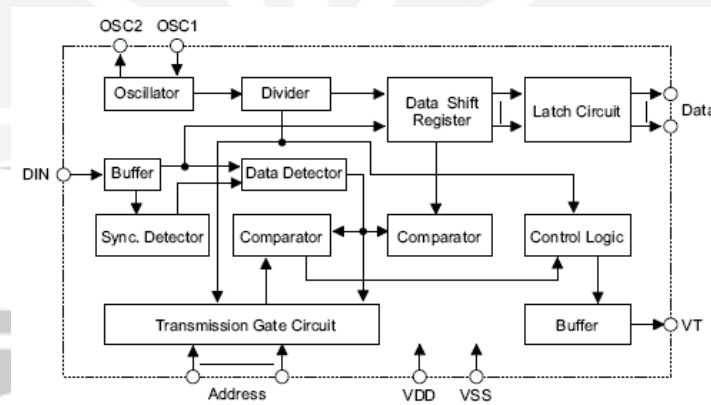 OSC2 OSC1
Oscillator
Divider
Data Shift
Register
Latch Circuit
Data
DIN
Buffer
Data Detector
Sync. Detector
Comparator
Comparator
Control Logic
Transmission Gate Circuit
Buffer
VT
Address
VDD
VSS